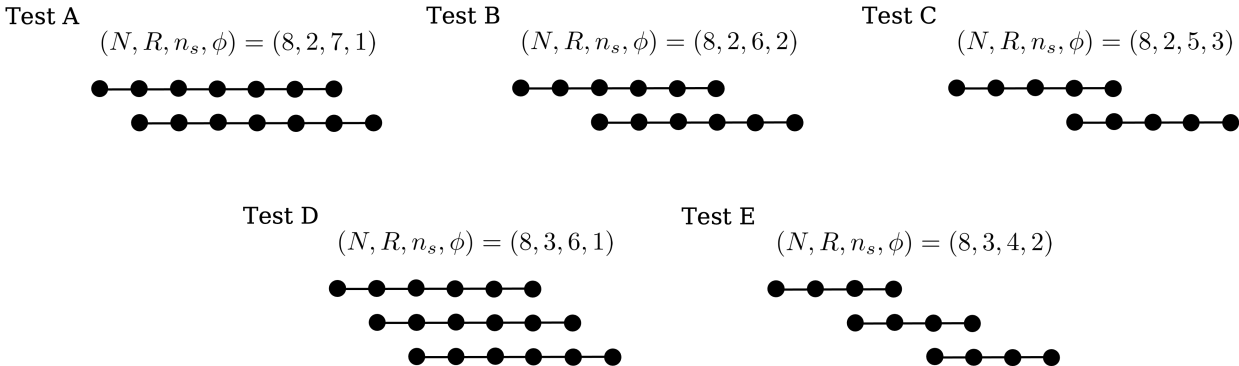 Test A
(N, R, n_s, ϕ) = (8, 2, 7, 1)
Test B
(N, R, n_s, ϕ) = (8, 2, 6, 2)
Test C
(N, R, n_s, ϕ) = (8, 2, 5, 3)
Test D
(N, R, n_s, ϕ) = (8, 3, 6, 1)
Test E
(N, R, n_s, ϕ) = (8, 3, 4, 2)